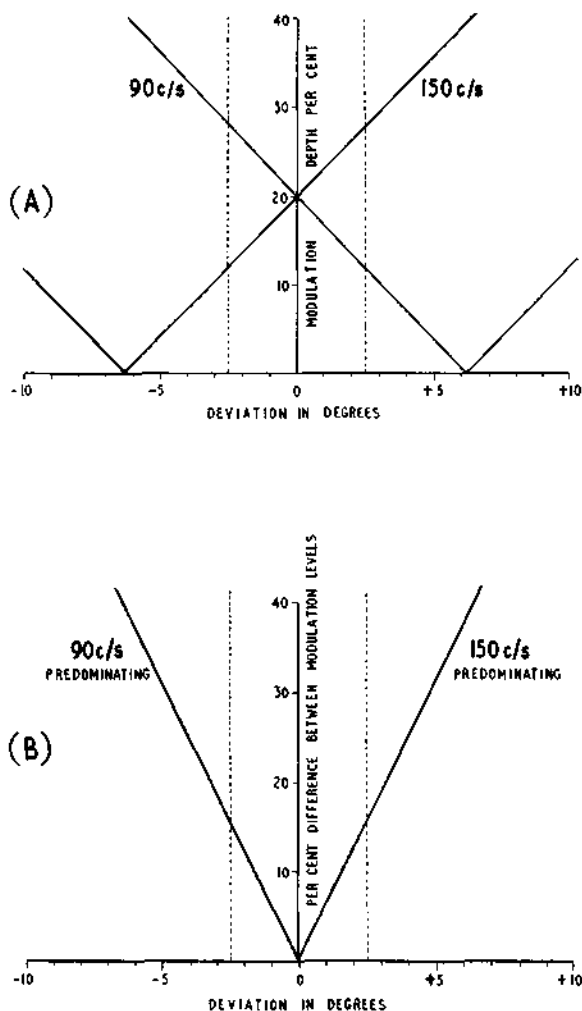 (A)
90c/s
150c/s
MODULATION DEPTH PER CENT
40
30
20
10
-10
-5
0
+5
+10
DEVIATION IN DEGREES
(B)
90c/s
PREDOMINATING
150c/s
PREDOMINATING
PER CENT DIFFERENCE BETWEEN MODULATION LEVELS
40
30
20
10
-10
-5
0
+5
+10
DEVIATION IN DEGREES